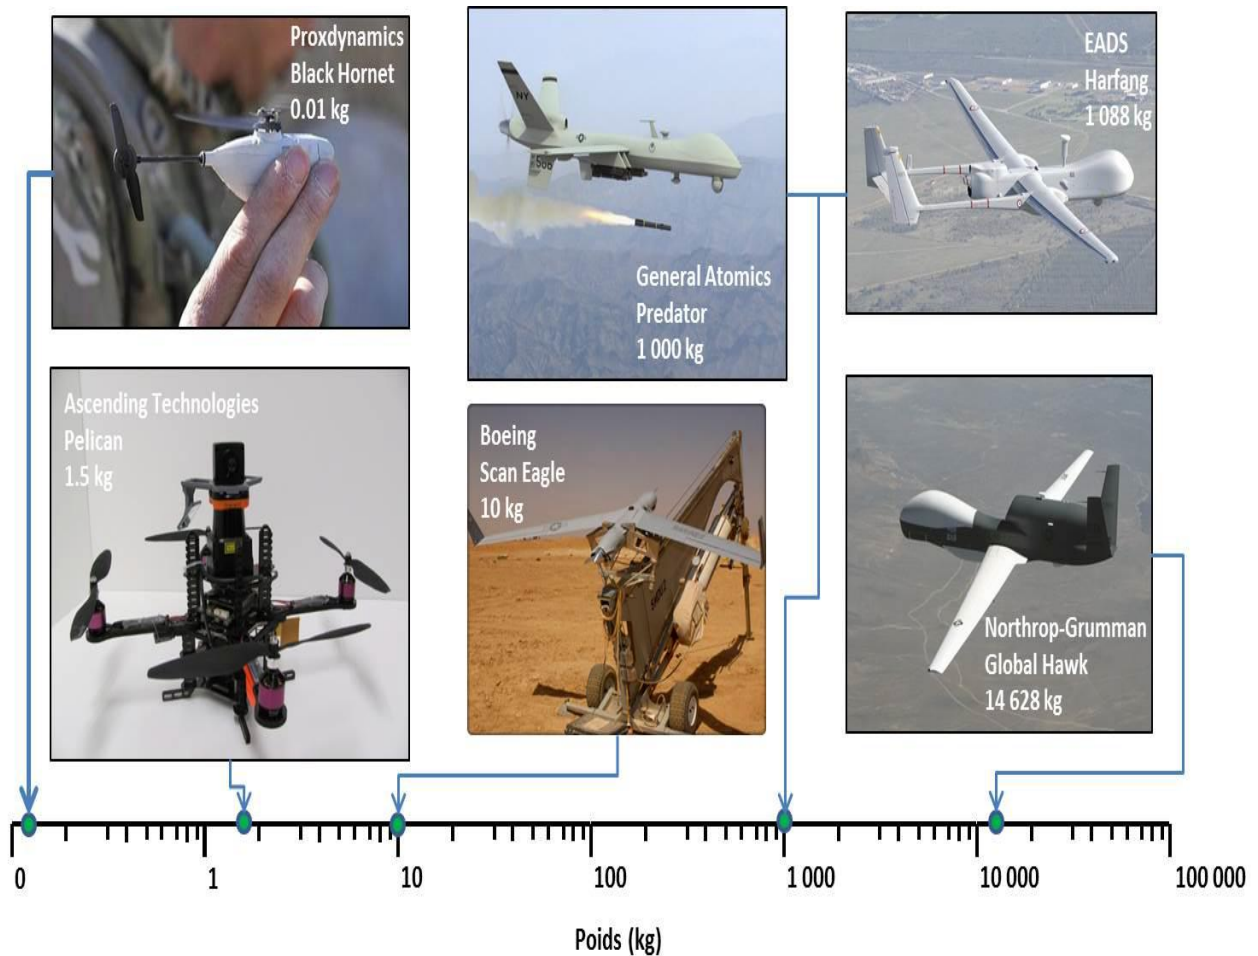 Proxdynamics
Black Hornet
0.01 kg
General Atomics
Predator
1 000 kg
EADS
Harfang
1 088 kg
Ascending Technologies
Pelican
1.5 kg
Boeing
Scan Eagle
10 kg
Northrop-Grumman
Global Hawk
14 628 kg
NY
566
0
1
10
100
1 000
10 000
100 000
Poids (kg)